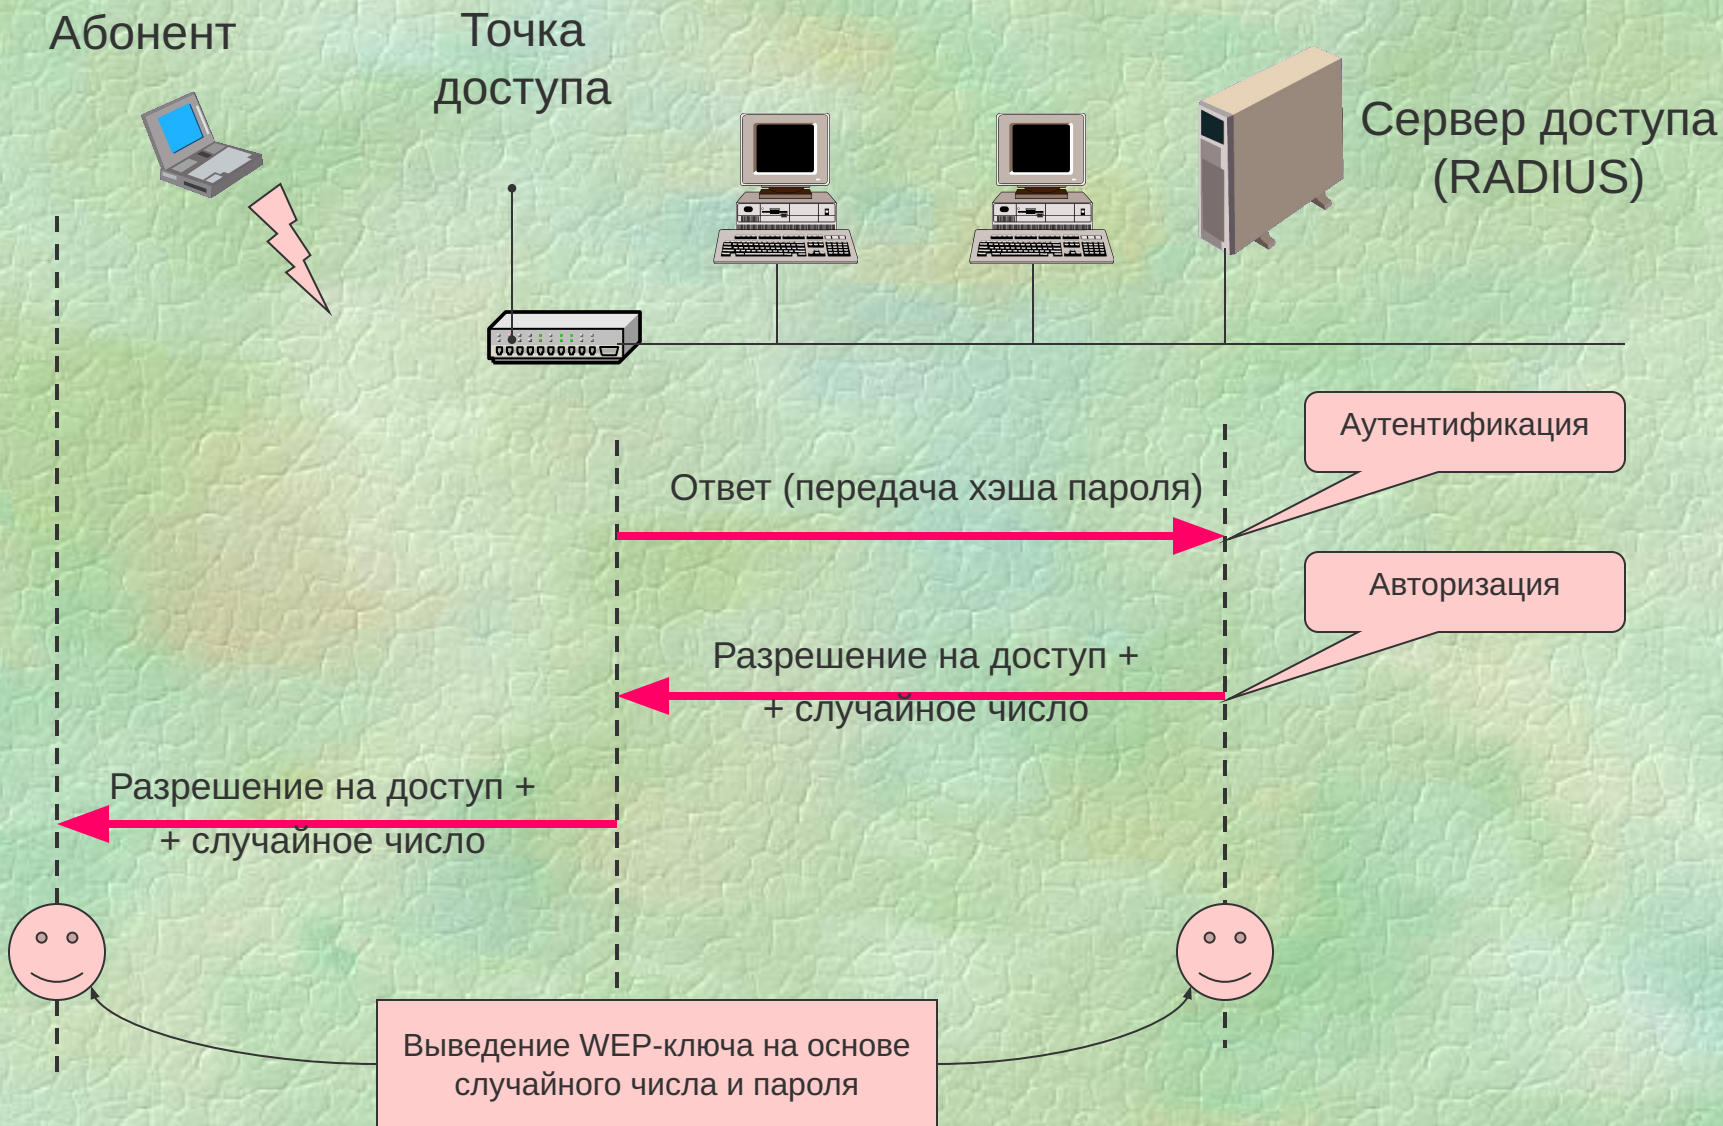 Абонент
Точка
доступа
Сервер доступа
(RADIUS)
Аутентификация
Ответ (передача хэша пароля)
Авторизация
Разрешение на доступ +
+ случайное число
Разрешение на доступ +
+ случайное число
Выведение WEP-ключа на основе
случайного числа и пароля